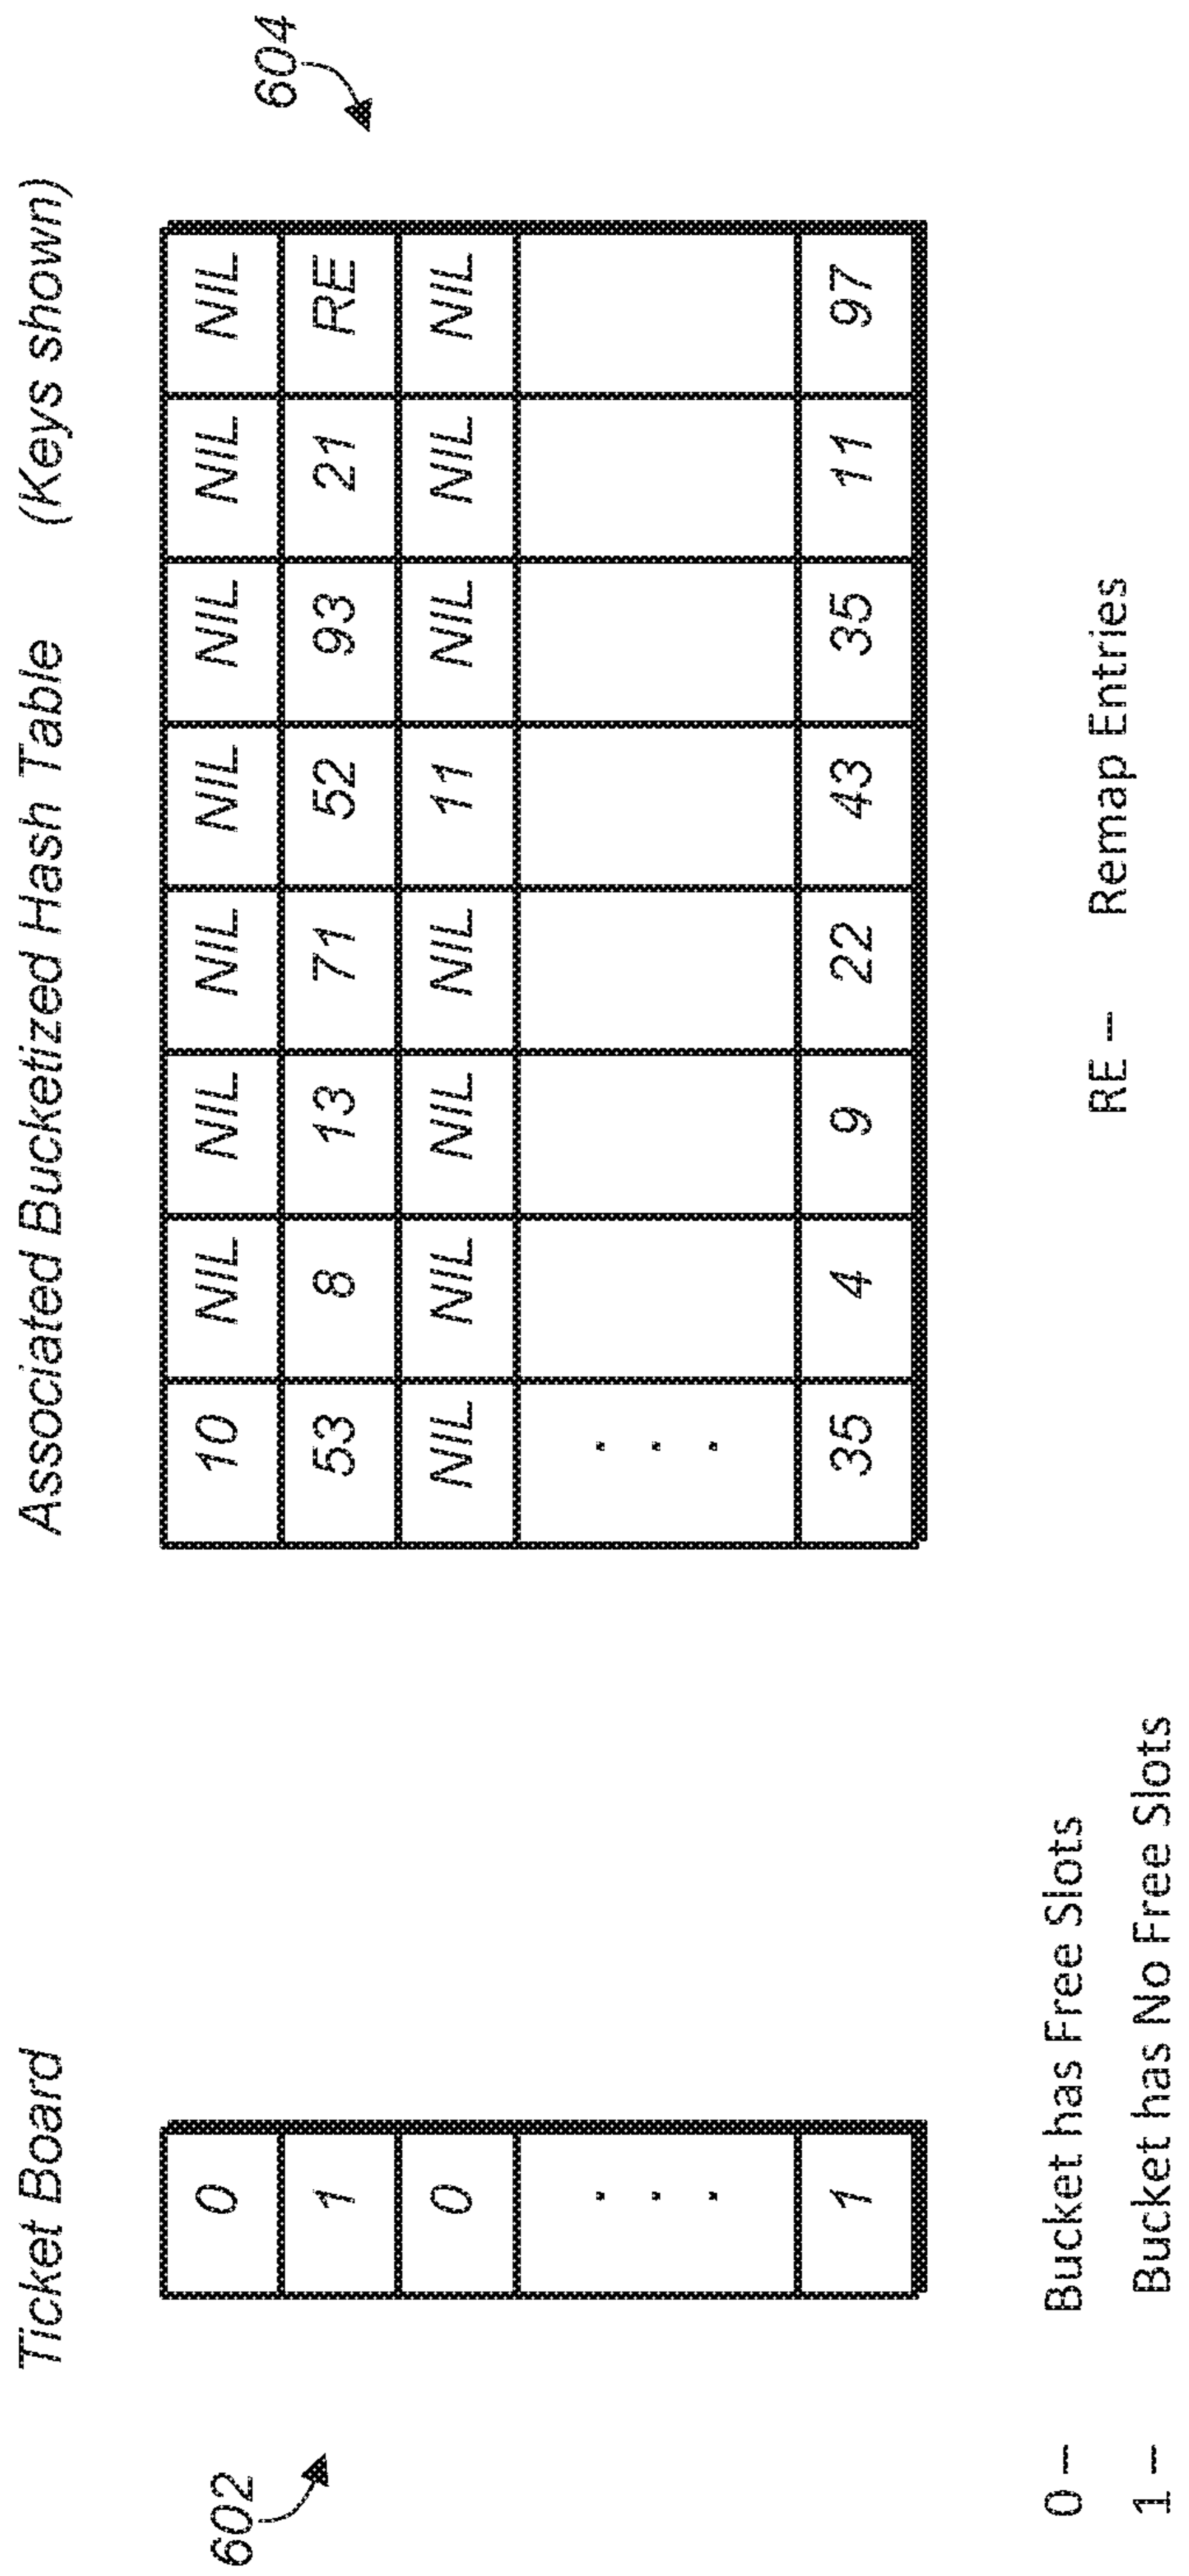 Ticket Board Associated Bucketized Hash Table (Keys shown)
602 604
0 10 NIL NIL NIL NIL NIL NIL NIL
1 53 8 13 71 52 93 21 RE
0 NIL NIL NIL NIL 11 NIL NIL NIL
. .
. .
. .
1 35 4 9 22 43 35 11 97
0 – Bucket has Free Slots
RE – Remap Entries
1 – Bucket has No Free Slots